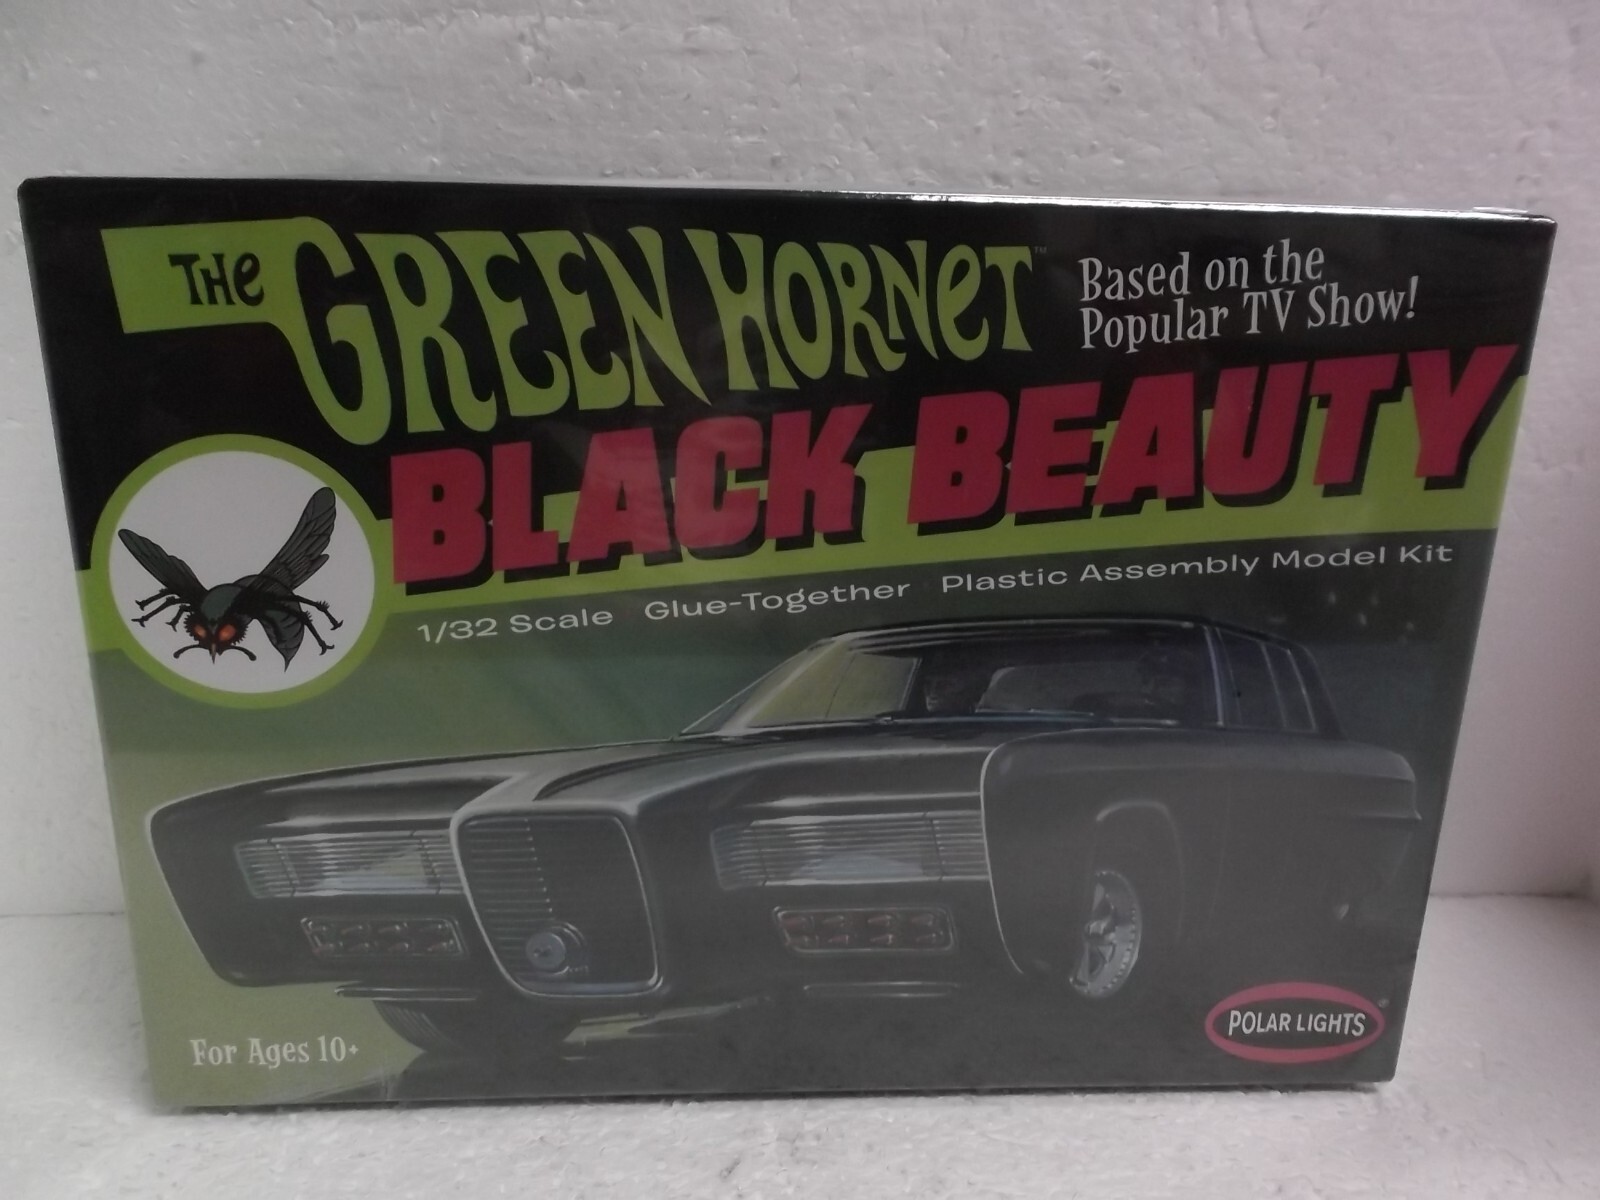 THE GREEN HORNET™
Based on the
Popular TV Show!
BLACK BEAUTY
1/32 Scale Glue-Together Plastic Assembly Model Kit
For Ages 10+
POLAR LIGHTS®